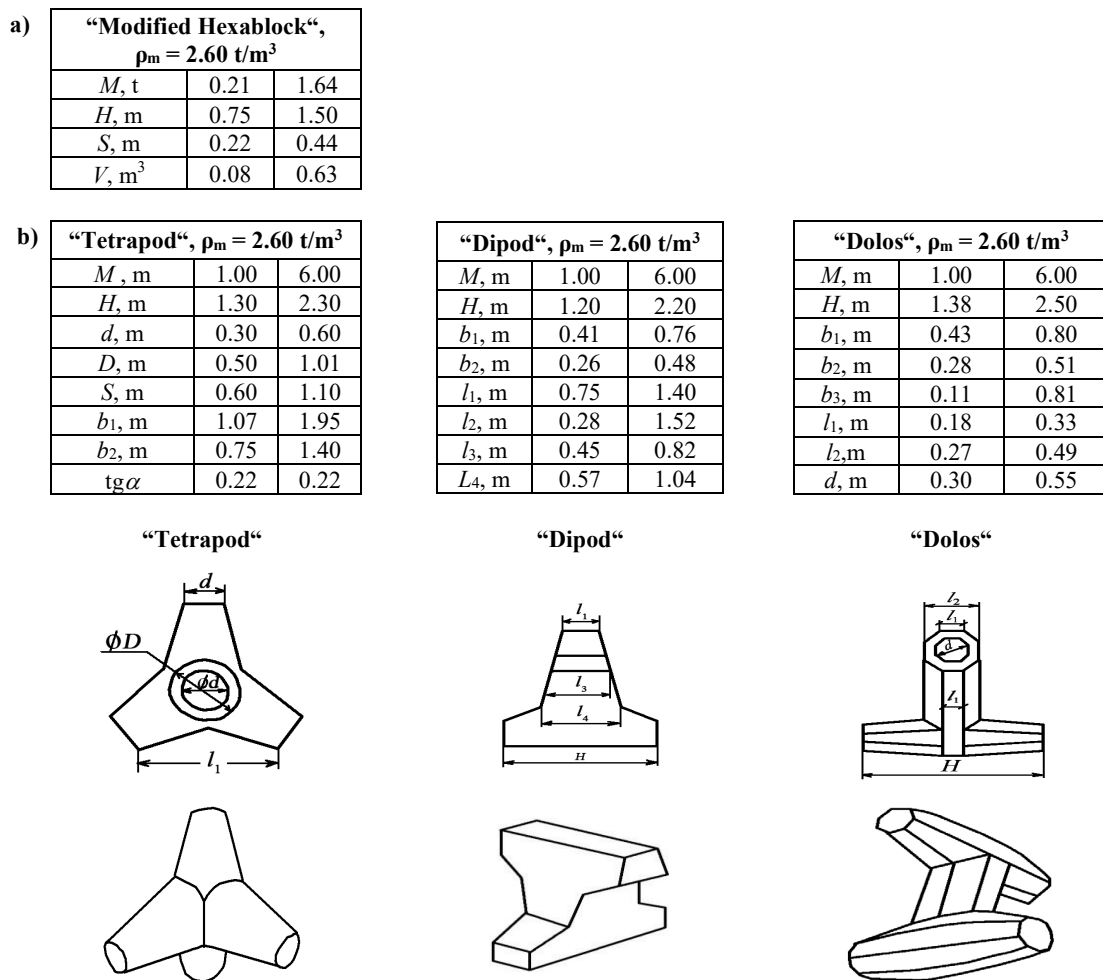 a)
“Modified Hexablock“,
ρm = 2.60 t/m³
M, t 0.21 1.64
H, m 0.75 1.50
S, m 0.22 0.44
V, m³ 0.08 0.63
b)
“Tetrapod“, ρm = 2.60 t/m³
M , m 1.00 6.00
H, m 1.30 2.30
d, m 0.30 0.60
D, m 0.50 1.01
S, m 0.60 1.10
b₁, m 1.07 1.95
b₂, m 0.75 1.40
tgα 0.22 0.22
“Dipod“, ρm = 2.60 t/m³
M, m 1.00 6.00
H, m 1.20 2.20
b₁, m 0.41 0.76
b₂, m 0.26 0.48
l₁, m 0.75 1.40
l₂, m 0.28 1.52
l₃, m 0.45 0.82
L₄, m 0.57 1.04
“Dolos“, ρm = 2.60 t/m³
M, m 1.00 6.00
H, m 1.38 2.50
b₁, m 0.43 0.80
b₂, m 0.28 0.51
b₃, m 0.11 0.81
l₁, m 0.18 0.33
l₂,m 0.27 0.49
d, m 0.30 0.55
“Tetrapod“
d
ϕD
ϕd
l₁
“Dipod“
l₁
l₃
l₄
H
“Dolos“
l₂
l₁
d
l₁
H